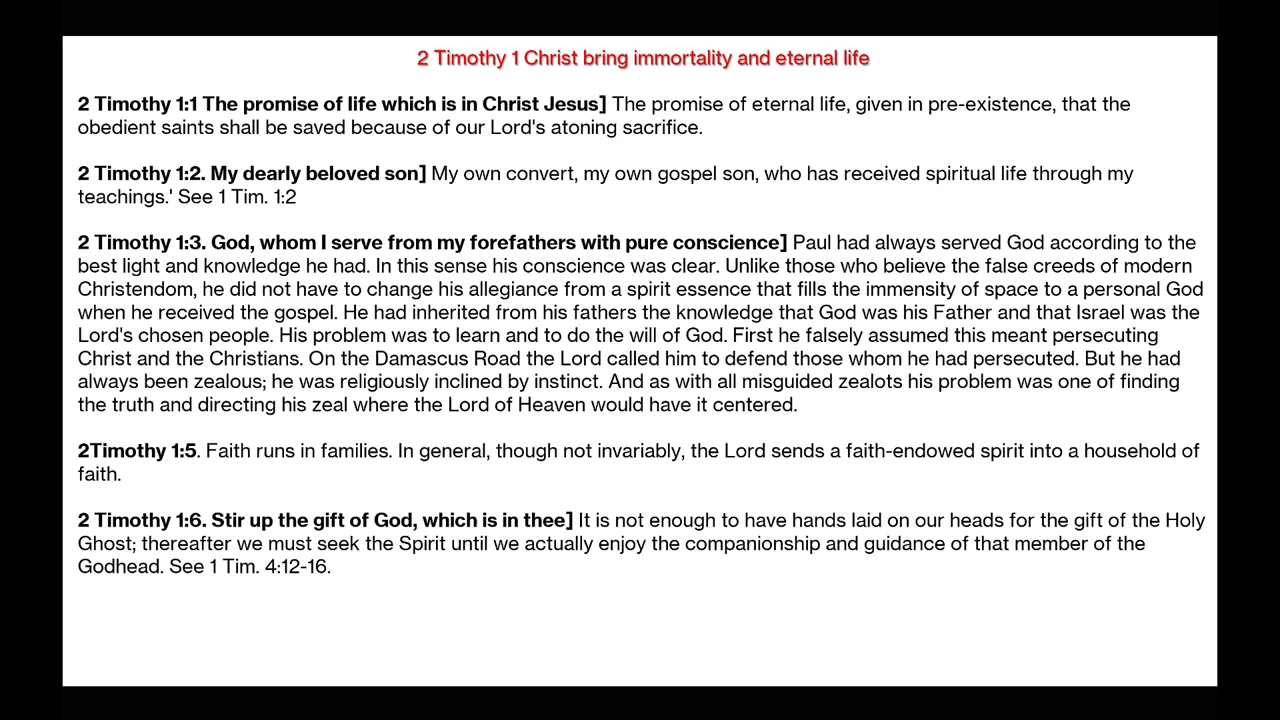 2 Timothy 1 Christ bring immortality and eternal life
2 Timothy 1:1 The promise of life which is in Christ Jesus] The promise of eternal life, given in pre-existence, that the
obedient saints shall be saved because of our Lord's atoning sacrifice.
2 Timothy 1:2. My dearly beloved son] My own convert, my own gospel son, who has received spiritual life through my
teachings.' See 1 Tim. 1:2
2 Timothy 1:3. God, whom I serve from my forefathers with pure conscience] Paul had always served God according to the
best light and knowledge he had. In this sense his conscience was clear. Unlike those who believe the false creeds of modern
Christendom, he did not have to change his allegiance from a spirit essence that fills the immensity of space to a personal God
when he received the gospel. He had inherited from his fathers the knowledge that God was his Father and that Israel was the
Lord's chosen people. His problem was to learn and to do the will of God. First he falsely assumed this meant persecuting
Christ and the Christians. On the Damascus Road the Lord called him to defend those whom he had persecuted. But he had
always been zealous; he was religiously inclined by instinct. And as with all misguided zealots his problem was one of finding
the truth and directing his zeal where the Lord of Heaven would have it centered.
2Timothy 1:5. Faith runs in families. In general, though not invariably, the Lord sends a faith-endowed spirit into a household of
faith.
2 Timothy 1:6. Stir up the gift of God, which is in thee] It is not enough to have hands laid on our heads for the gift of the Holy
Ghost; thereafter we must seek the Spirit until we actually enjoy the companionship and guidance of that member of the
Godhead. See 1 Tim. 4:12-16.